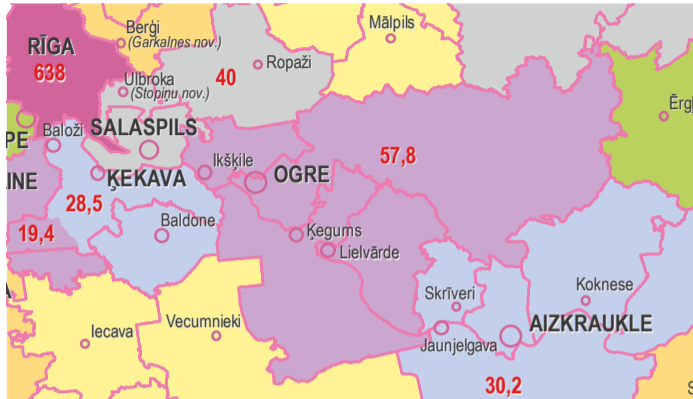 Berģi
(Garkalnes nov.)
Mālpils
RĪGA
638
40
Ropaži
Ulbroka
(Stopiņu nov.)
Ērgļ
PE
Baloži
SALASPILS
57,8
INE
ĶEKAVA
Ikšķile
OGRE
28,5
19,4
Baldone
Ķegums
Lielvārde
A
Skrīveri
Koknese
Iecava
Vecumnieki
Jaunjelgava
AIZKRAUKLE
30,2
S